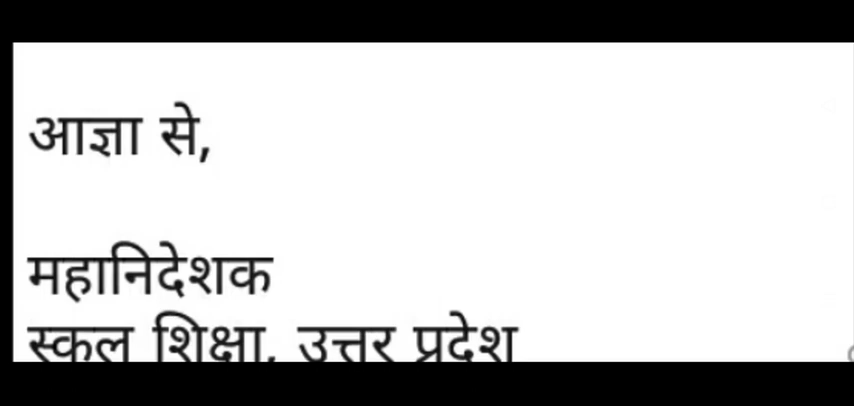 आज्ञा से,
महानिदेशक
स्कूल शिक्षा, उत्तर प्रदेश